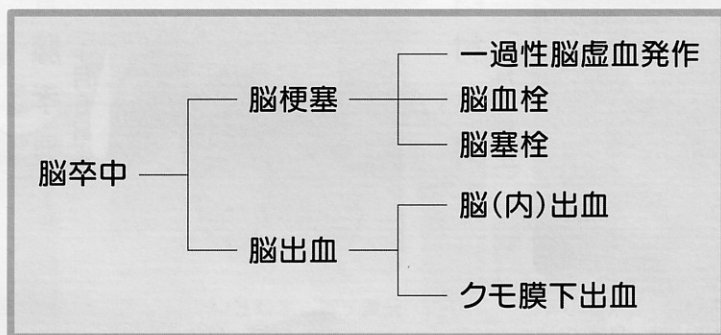 一過性脳虚血発作
脳梗塞
脳血栓
脳塞栓
脳卒中
脳(内)出血
脳出血
クモ膜下出血